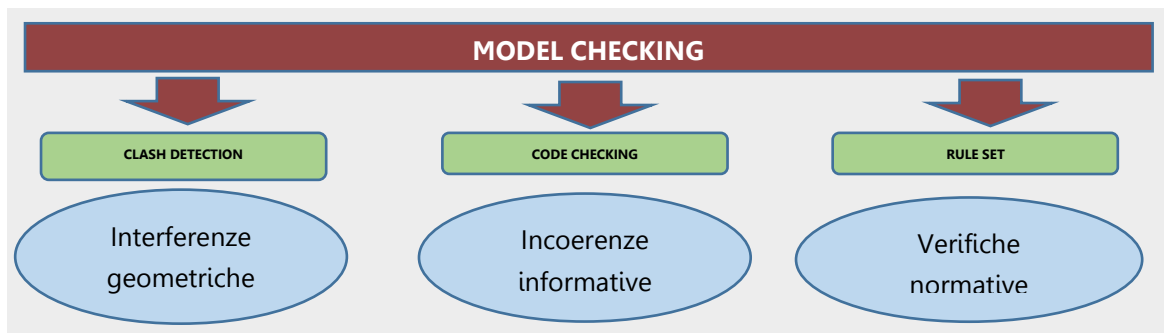 MODEL CHECKING
CLASH DETECTION
CODE CHECKING
RULE SET
Interferenze
geometriche
Incoerenze
informative
Verifiche
normative